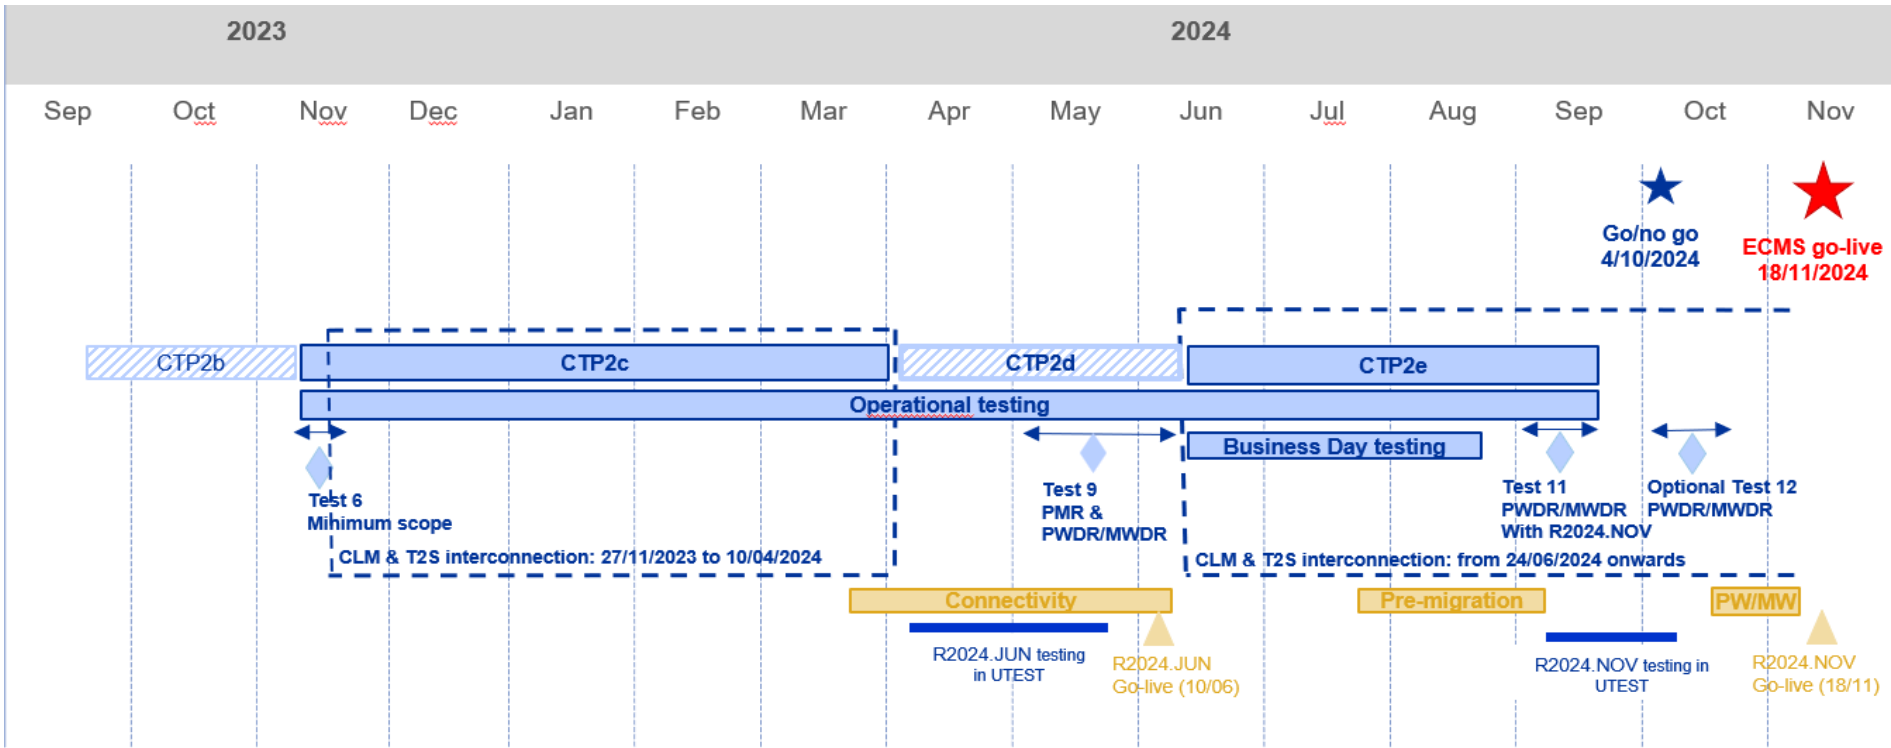 2023
2024
Sep
Oct
Nov
Dec
Jan
Feb
Mar
Apr
May
Jun
Jul
Aug
Sep
Oct
Nov
Go/no go
4/10/2024
ECMS go-live
18/11/2024
CTP2b
CTP2c
CTP2d
CTP2e
Operational testing
Business Day testing
Test 6
Minimum scope
Test 9
PMR &
PWDR/MWDR
Test 11
PWDR/MWDR
With R2024.NOV
Optional Test 12
PWDR/MWDR
CLM & T2S interconnection: 27/11/2023 to 10/04/2024
CLM & T2S interconnection: from 24/06/2024 onwards
Connectivity
Pre-migration
PW/MW
R2024.JUN testing
in UTEST
R2024.JUN
Go-live (10/06)
R2024.NOV testing in
UTEST
R2024.NOV
Go-live (18/11)